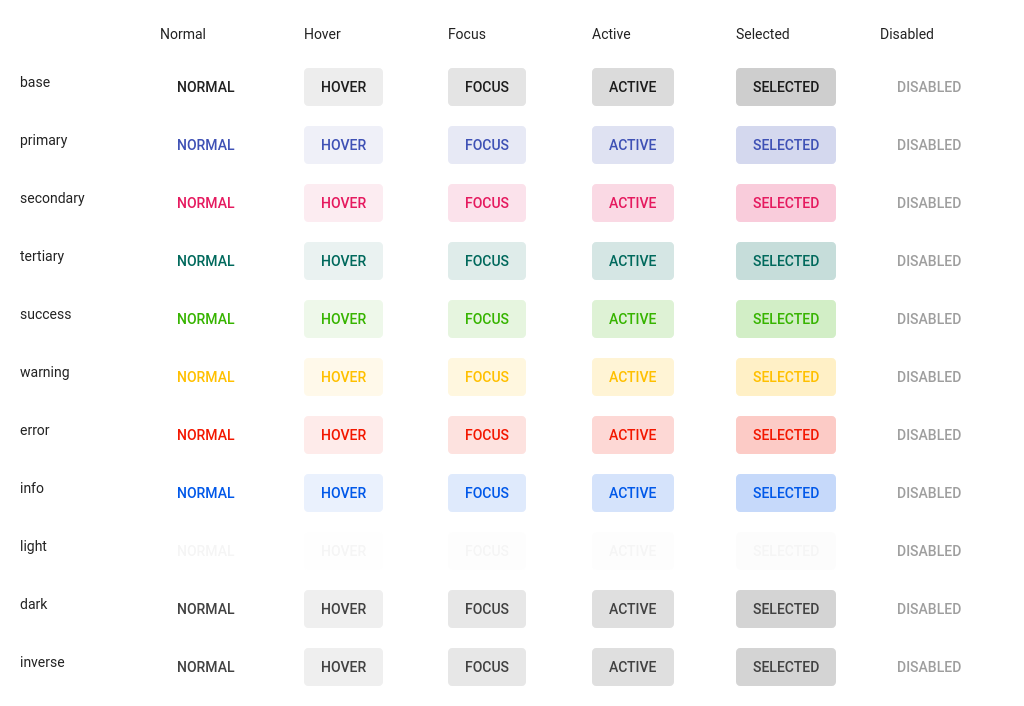 Normal Hover Focus Active Selected Disabled
base NORMAL HOVER FOCUS ACTIVE SELECTED DISABLED
primary NORMAL HOVER FOCUS ACTIVE SELECTED DISABLED
secondary NORMAL HOVER FOCUS ACTIVE SELECTED DISABLED
tertiary NORMAL HOVER FOCUS ACTIVE SELECTED DISABLED
success NORMAL HOVER FOCUS ACTIVE SELECTED DISABLED
warning NORMAL HOVER FOCUS ACTIVE SELECTED DISABLED
error NORMAL HOVER FOCUS ACTIVE SELECTED DISABLED
info NORMAL HOVER FOCUS ACTIVE SELECTED DISABLED
light NORMAL HOVER FOCUS ACTIVE SELECTED DISABLED
dark NORMAL HOVER FOCUS ACTIVE SELECTED DISABLED
inverse NORMAL HOVER FOCUS ACTIVE SELECTED DISABLED